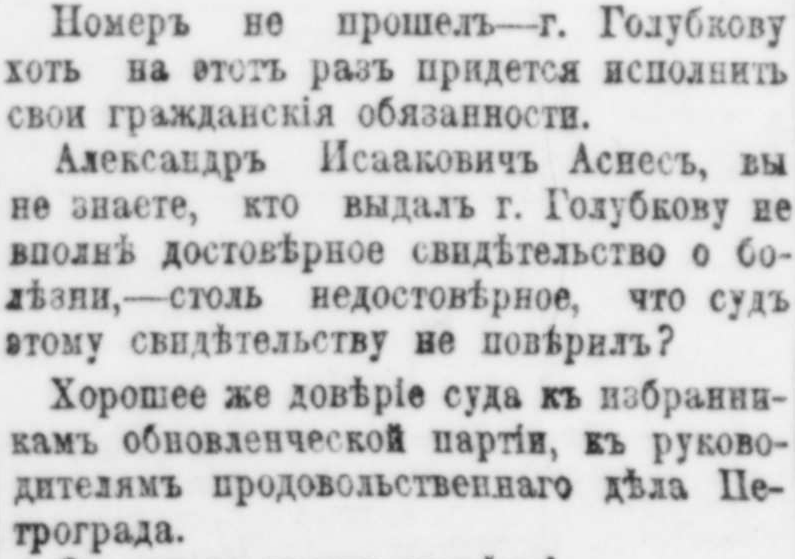 Номеръ не прошелъ—г. Голубкову
хоть на этотъ разъ придется исполнить
свои гражданскія обязанности.
Александръ Исааковичъ Аснесъ, вы
не знаете, кто выдалъ г. Голубкову не
вполнѣ достовѣрное свидѣтельство о бо-
лѣзни,—столь недостовѣрное, что судъ
этому свидѣтельству не повѣрилъ?
Хорошее же довѣріе суда къ избранни-
камъ обновленческой партіи, къ руково-
дителямъ продовольственнаго дѣла Пе-
трограда.